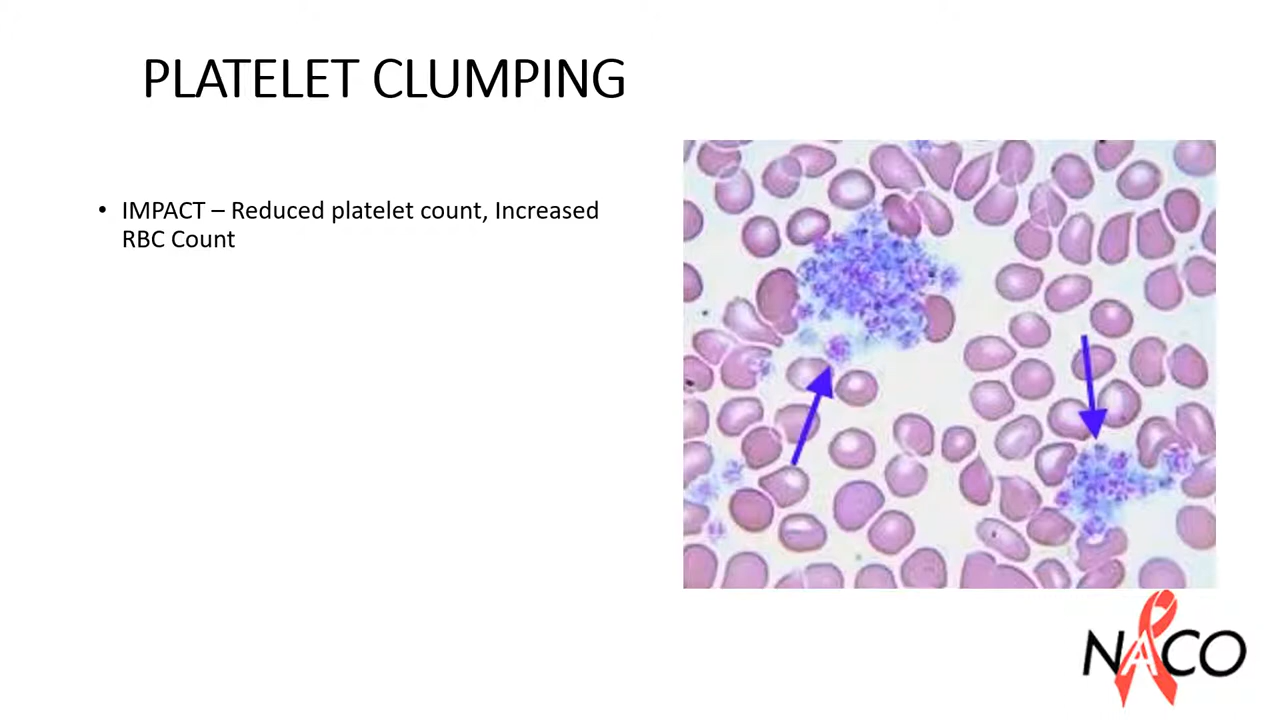 PLATELET CLUMPING
• IMPACT – Reduced platelet count, Increased
RBC Count
NACO